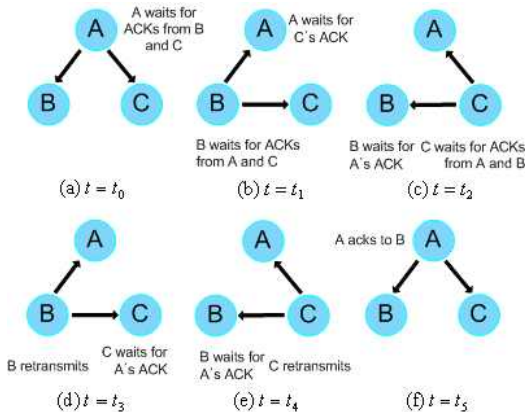 A waits for
ACKs from B
and C
A
B
C
(a) t = t₀
A waits for
C's ACK
A
B
C
B waits for ACKs
from A and C
(b) t = t₁
A
B
C
B waits for
A's ACK
C waits for ACKs
from A and B
(c) t = t₂
A
B
C
B retransmits
C waits for
A's ACK
(d) t = t₃
A
B
C
B waits for
A's ACK
C retransmits
(e) t = t₄
A acks to B
A
B
C
(f) t = t₅